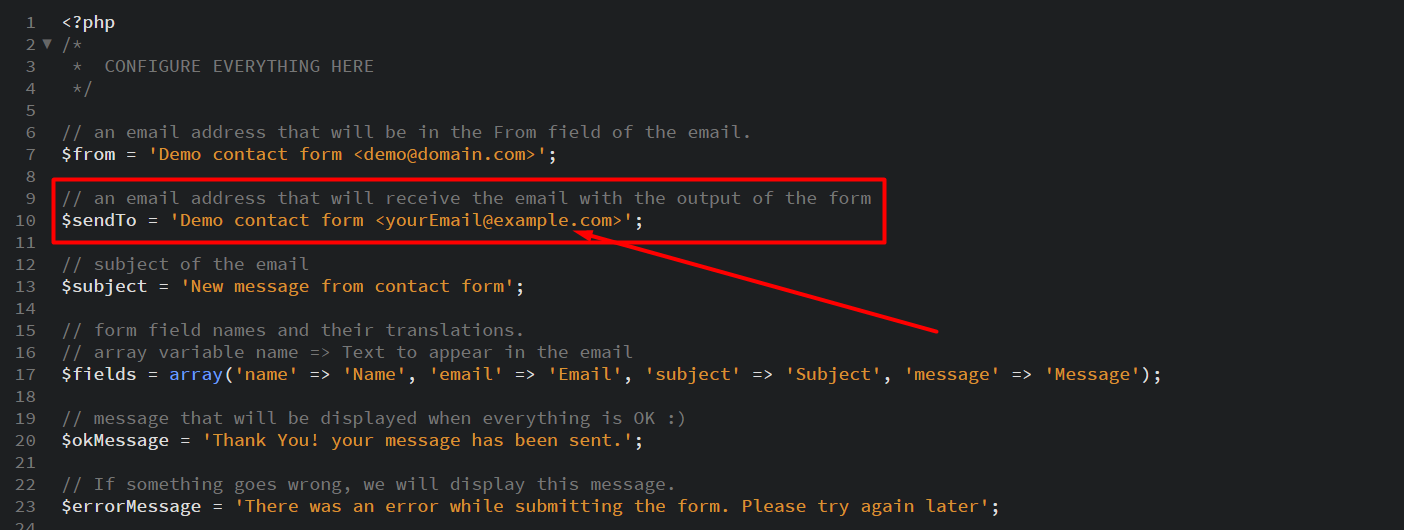 1 <?php
2 /*
3  *  CONFIGURE EVERYTHING HERE
4  */
5
6 // an email address that will be in the From field of the email.
7 $from = 'Demo contact form <demo@domain.com>';
8
9 // an email address that will receive the email with the output of the form
10 $sendTo = 'Demo contact form <yourEmail@example.com>';
11
12 // subject of the email
13 $subject = 'New message from contact form';
14
15 // form field names and their translations.
16 // array variable name => Text to appear in the email
17 $fields = array('name' => 'Name', 'email' => 'Email', 'subject' => 'Subject', 'message' => 'Message');
18
19 // message that will be displayed when everything is OK :)
20 $okMessage = 'Thank You! your message has been sent.';
21
22 // If something goes wrong, we will display this message.
23 $errorMessage = 'There was an error while submitting the form. Please try again later';
24